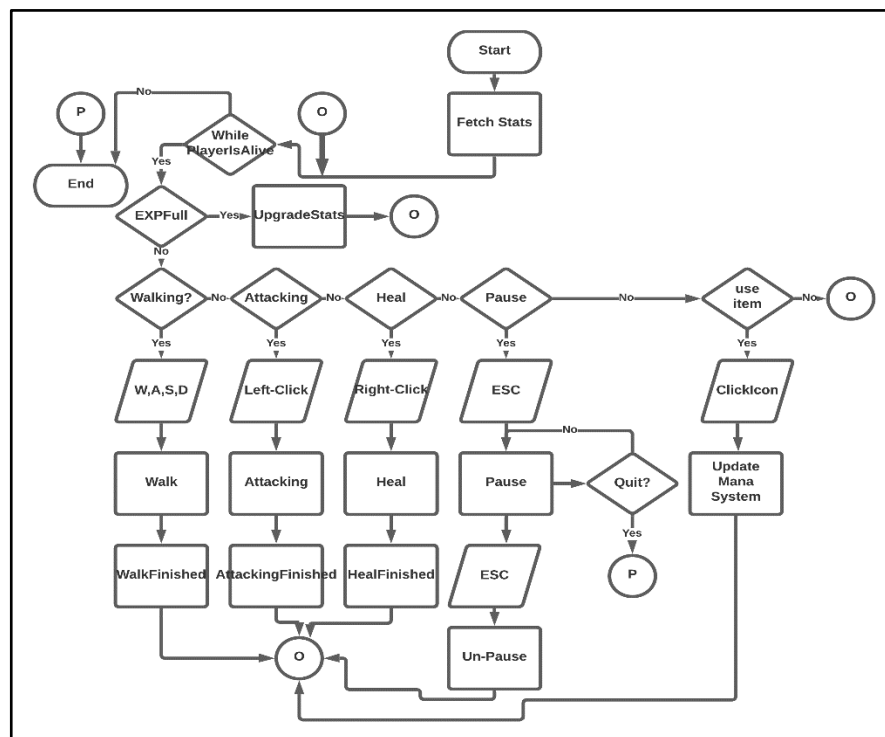 Start
Fetch Stats
P
O
No
While
PlayerIsAlive
Yes
End
EXPFull
Yes
UpgradeStats
O
No
Walking?
No
Attacking
No
Heal
No
Pause
No
use
item
No
O
Yes
Yes
Yes
Yes
Yes
W,A,S,D
Left-Click
Right-Click
ESC
ClickIcon
No
Walk
Attacking
Heal
Pause
Quit?
Update
Mana
System
Yes
WalkFinished
AttackingFinished
HealFinished
ESC
P
O
Un-Pause